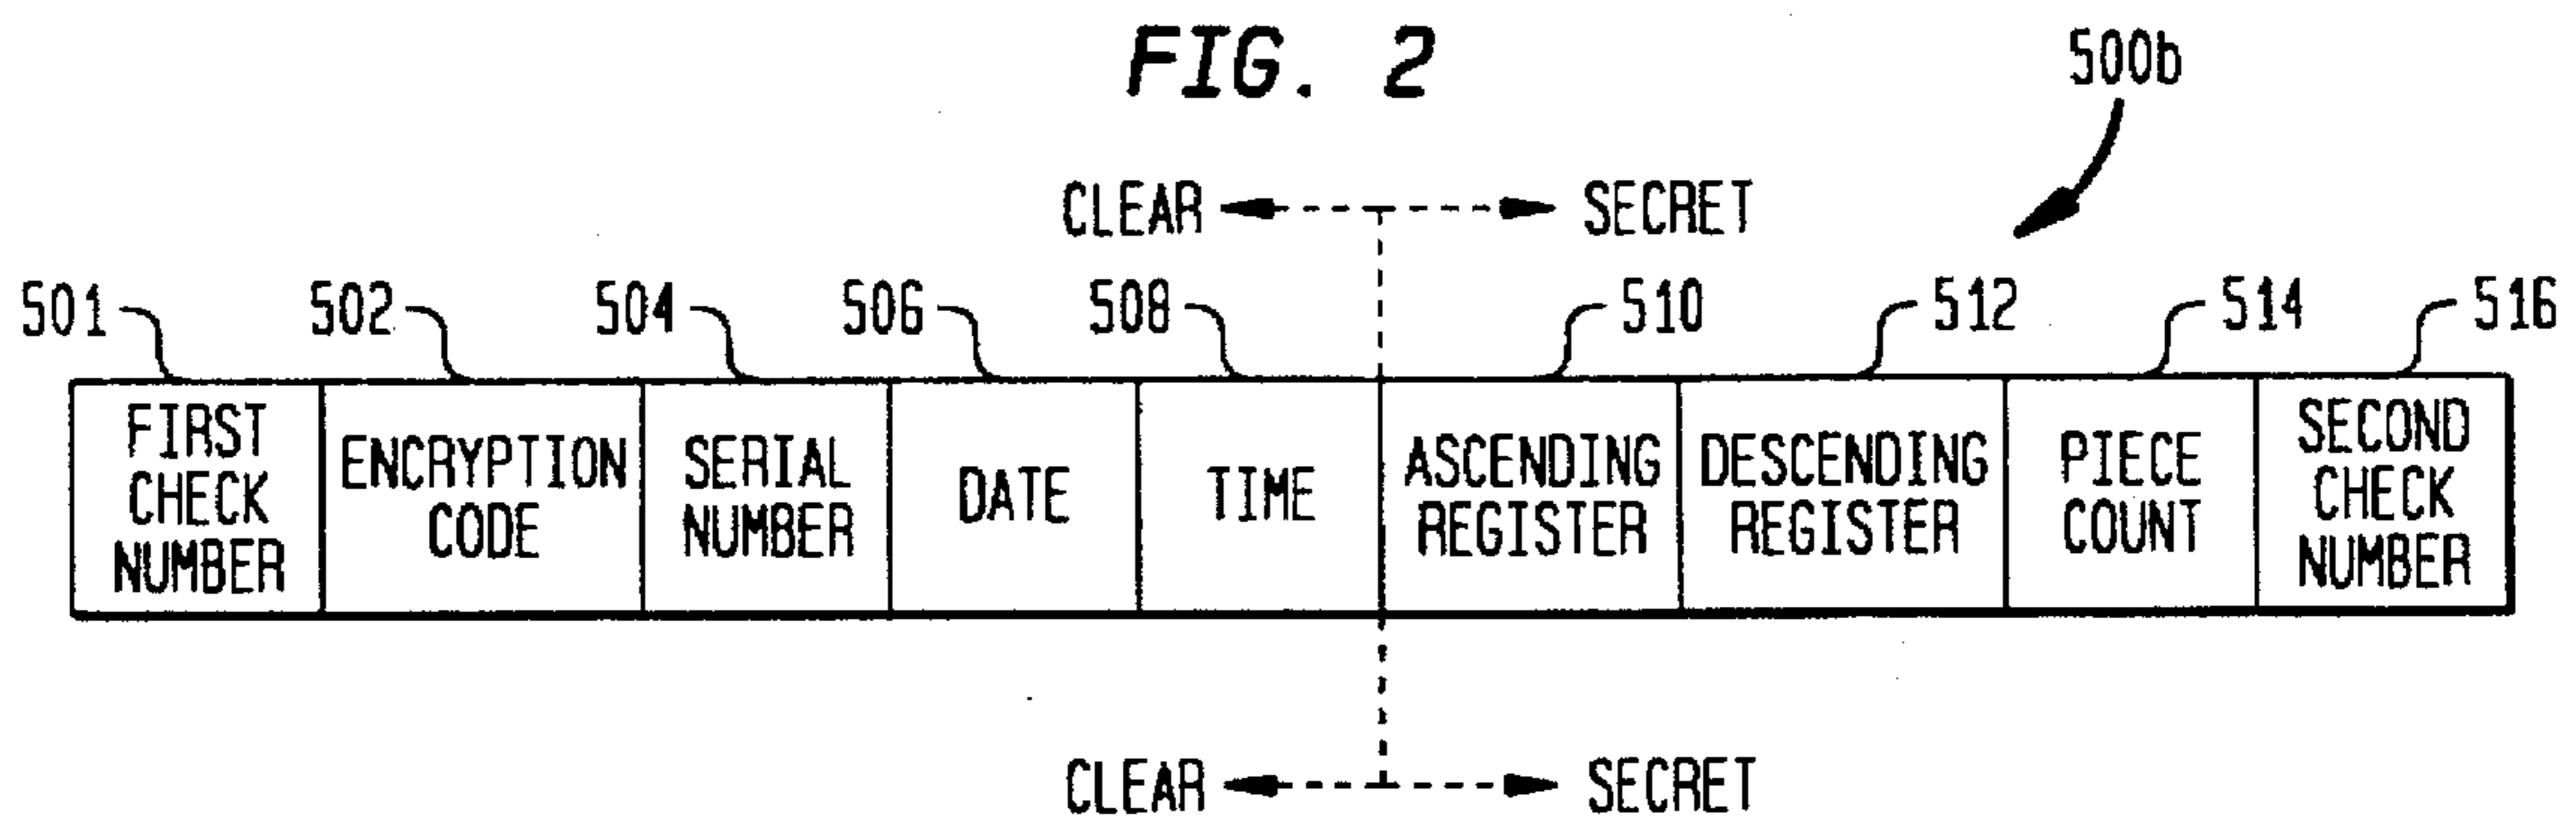 FIG. 2
500b
CLEAR SECRET
501 502 504 506 508 510 512 514 516
FIRST CHECK NUMBER
ENCRYPTION CODE
SERIAL NUMBER
DATE
TIME
ASCENDING REGISTER
DESCENDING REGISTER
PIECE COUNT
SECOND CHECK NUMBER
CLEAR SECRET